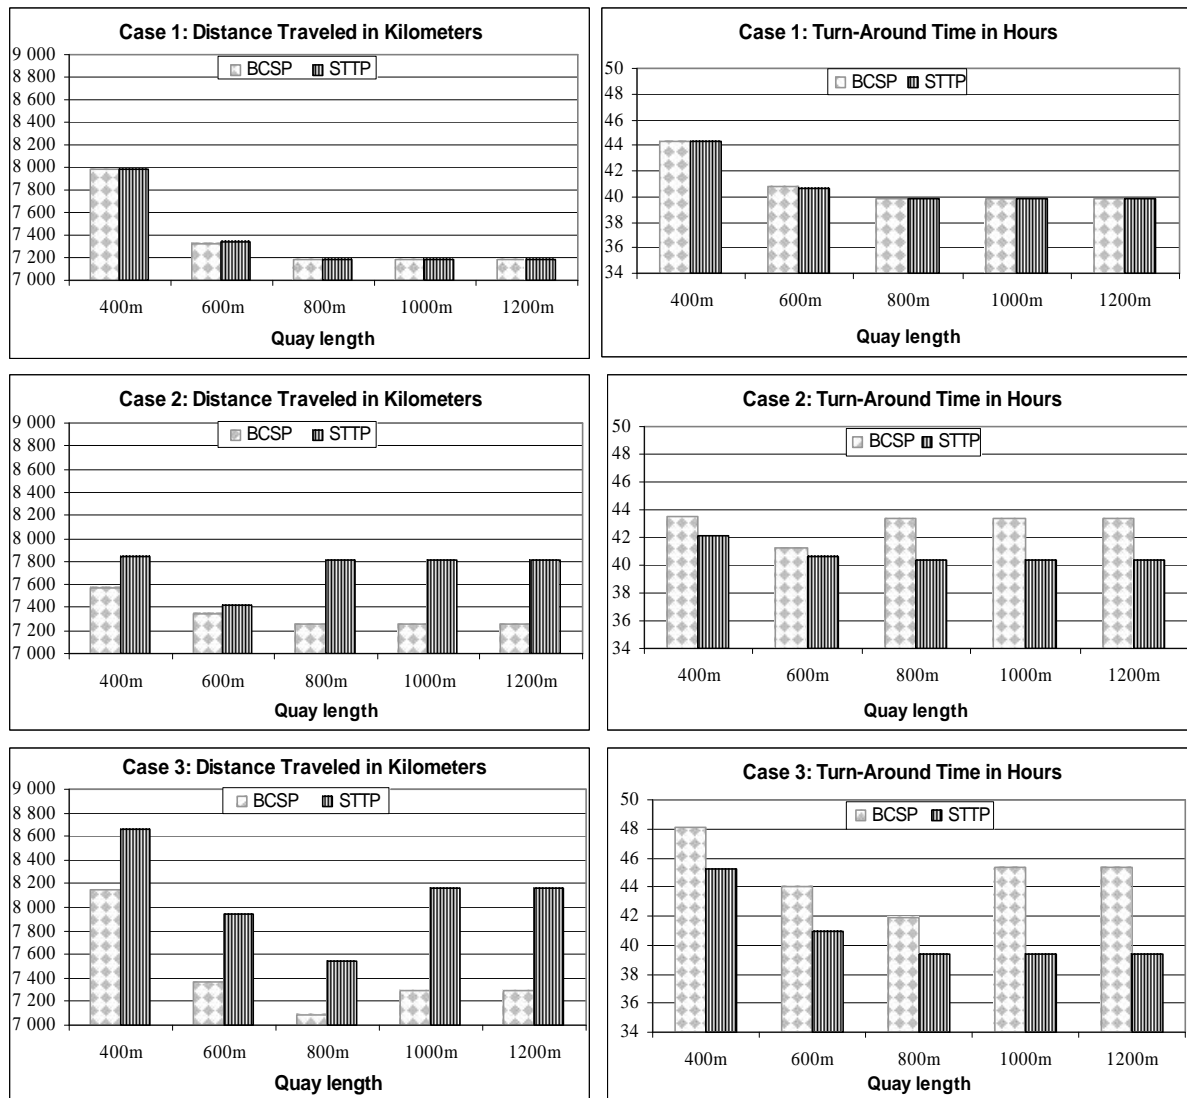 Case 1: Distance Traveled in Kilometers
BCSP STTP
9 000
8 800
8 600
8 400
8 200
8 000
7 800
7 600
7 400
7 200
7 000
400m 600m 800m 1000m 1200m
Quay length
Case 1: Turn-Around Time in Hours
BCSP STTP
50
48
46
44
42
40
38
36
34
400m 600m 800m 1000m 1200m
Quay length
Case 2: Distance Traveled in Kilometers
BCSP STTP
9 000
8 800
8 600
8 400
8 200
8 000
7 800
7 600
7 400
7 200
7 000
400m 600m 800m 1000m 1200m
Quay length
Case 2: Turn-Around Time in Hours
BCSP STTP
50
48
46
44
42
40
38
36
34
400m 600m 800m 1000m 1200m
Quay length
Case 3: Distance Traveled in Kilometers
BCSP STTP
9 000
8 800
8 600
8 400
8 200
8 000
7 800
7 600
7 400
7 200
7 000
400m 600m 800m 1000m 1200m
Quay length
Case 3: Turn-Around Time in Hours
BCSP STTP
50
48
46
44
42
40
38
36
34
400m 600m 800m 1000m 1200m
Quay length